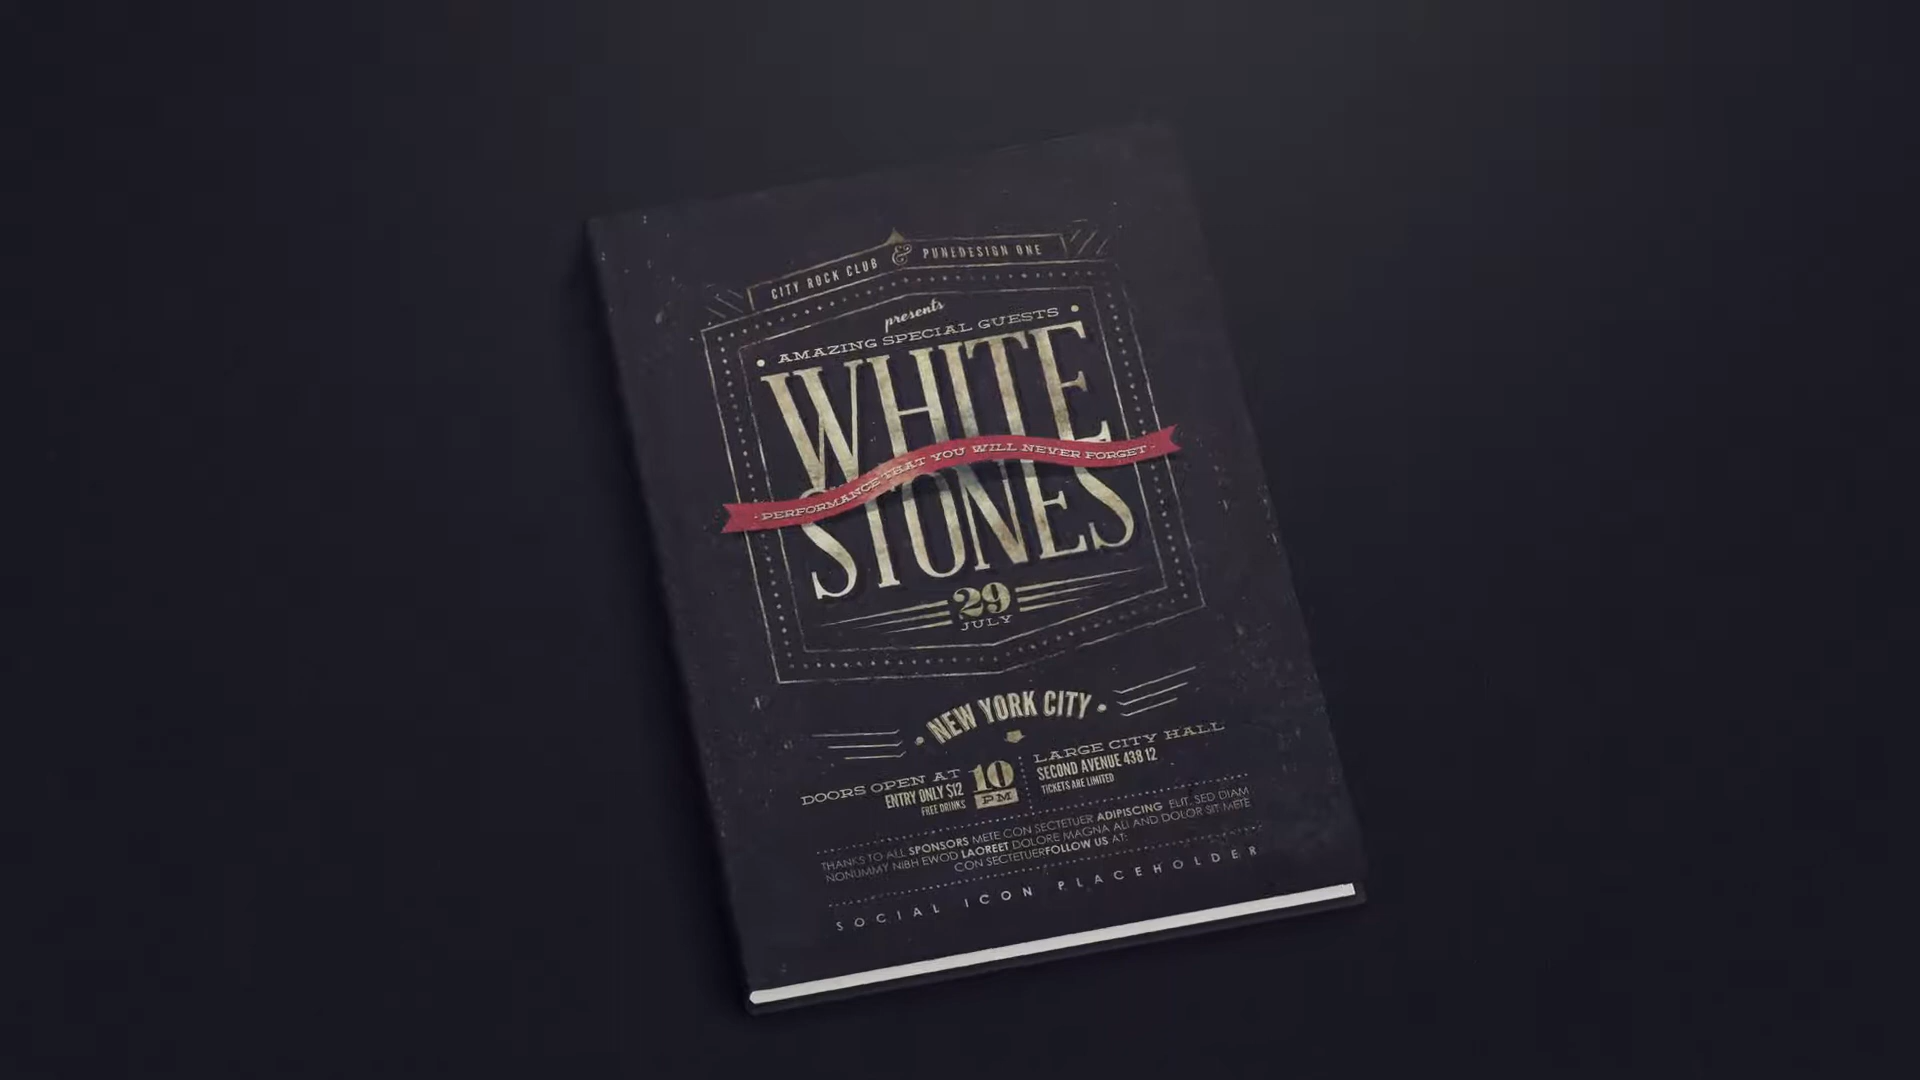 CITY ROCK CLUB & PUNEDESIGN ONE
presents
AMAZING SPECIAL GUESTS
WHITE
- PERFORMANCE THAT YOU WILL NEVER FORGET -
STONES
29
JULY
NEW YORK CITY
DOORS OPEN AT
ENTRY ONLY $12
FREE DRINKS
10
PM
LARGE CITY HALL
SECOND AVENUE 438 12
TICKETS ARE LIMITED
THANKS TO ALL SPONSORS METE CON SECTETUER ADIPISCING ELIT, SED DIAM
NONUMMY NIBH EWOD LAOREET DOLORE MAGNA ALI AND DOLOR SIT METE
CON SECTETUERFOLLOW US AT:
SOCIAL ICON PLACEHOLDER